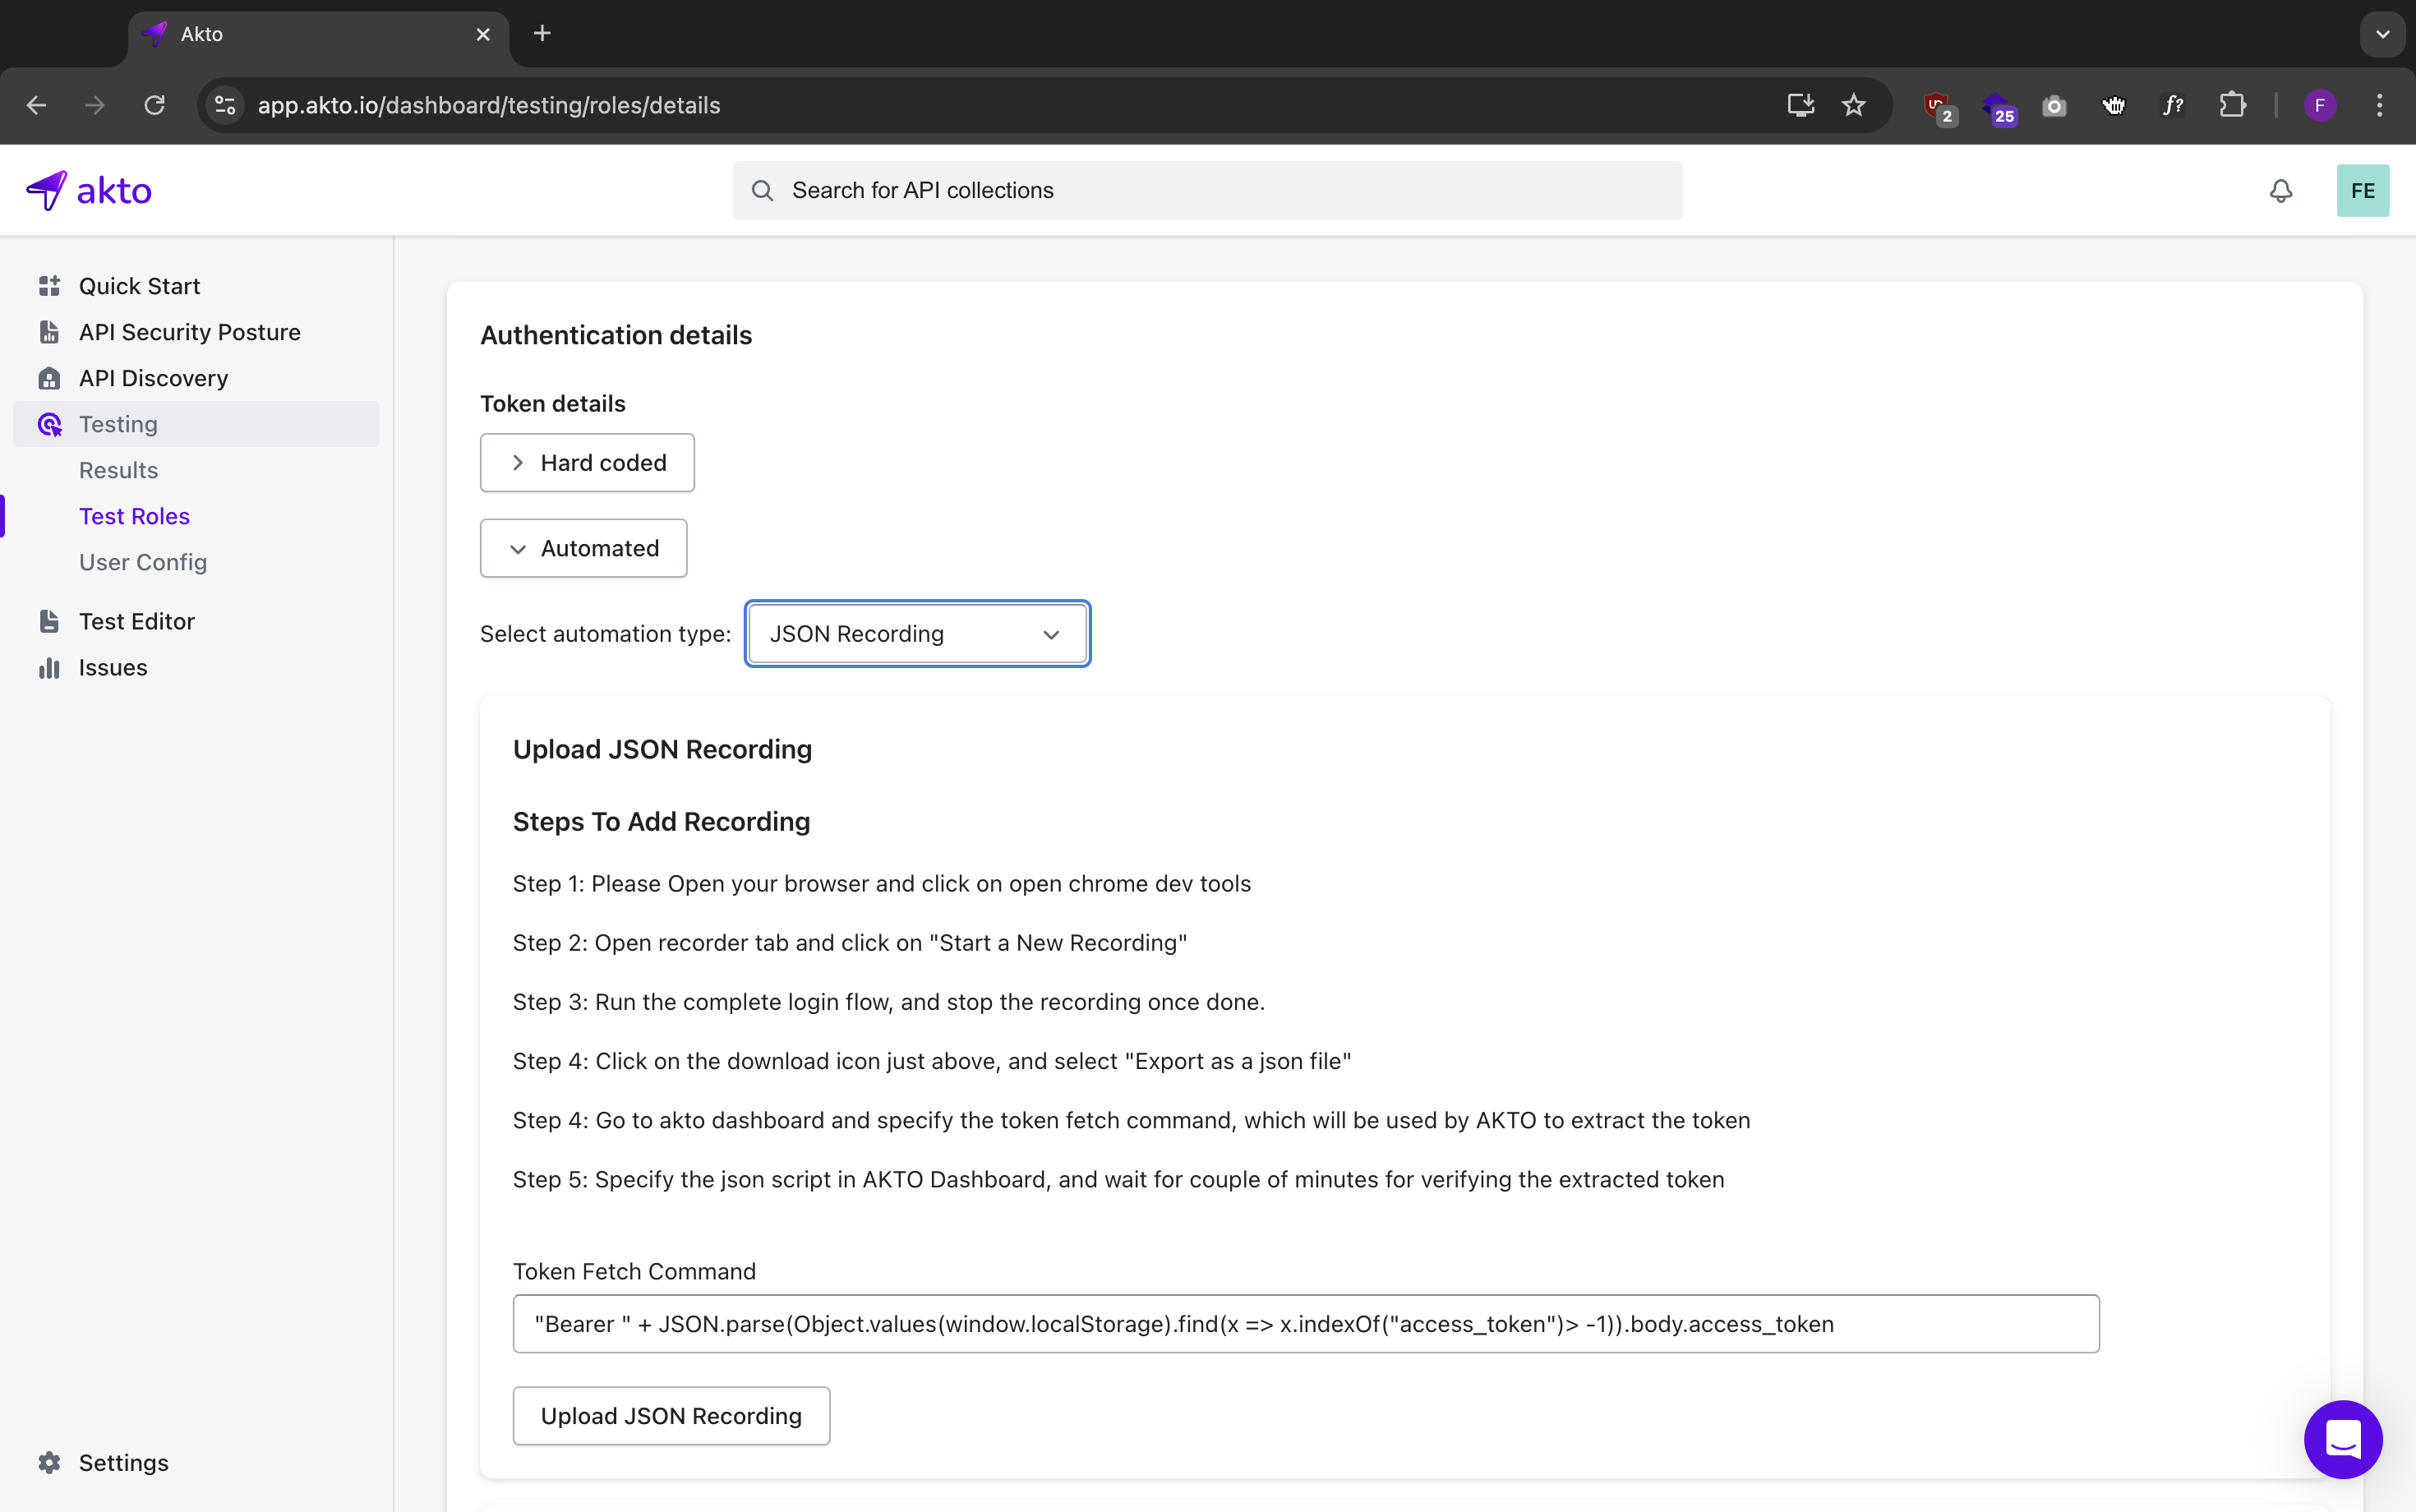 Akto
app.akto.io/dashboard/testing/roles/details
2
25
f?
F
akto
Search for API collections
FE
Quick Start
API Security Posture
API Discovery
Testing
Results
Test Roles
User Config
Test Editor
Issues
Settings
Authentication details
Token details
Hard coded
Automated
Select automation type:
JSON Recording
Upload JSON Recording
Steps To Add Recording
Step 1: Please Open your browser and click on open chrome dev tools
Step 2: Open recorder tab and click on "Start a New Recording"
Step 3: Run the complete login flow, and stop the recording once done.
Step 4: Click on the download icon just above, and select "Export as a json file"
Step 4: Go to akto dashboard and specify the token fetch command, which will be used by AKTO to extract the token
Step 5: Specify the json script in AKTO Dashboard, and wait for couple of minutes for verifying the extracted token
Token Fetch Command
"Bearer " + JSON.parse(Object.values(window.localStorage).find(x => x.indexOf("access_token")> -1)).body.access_token
Upload JSON Recording